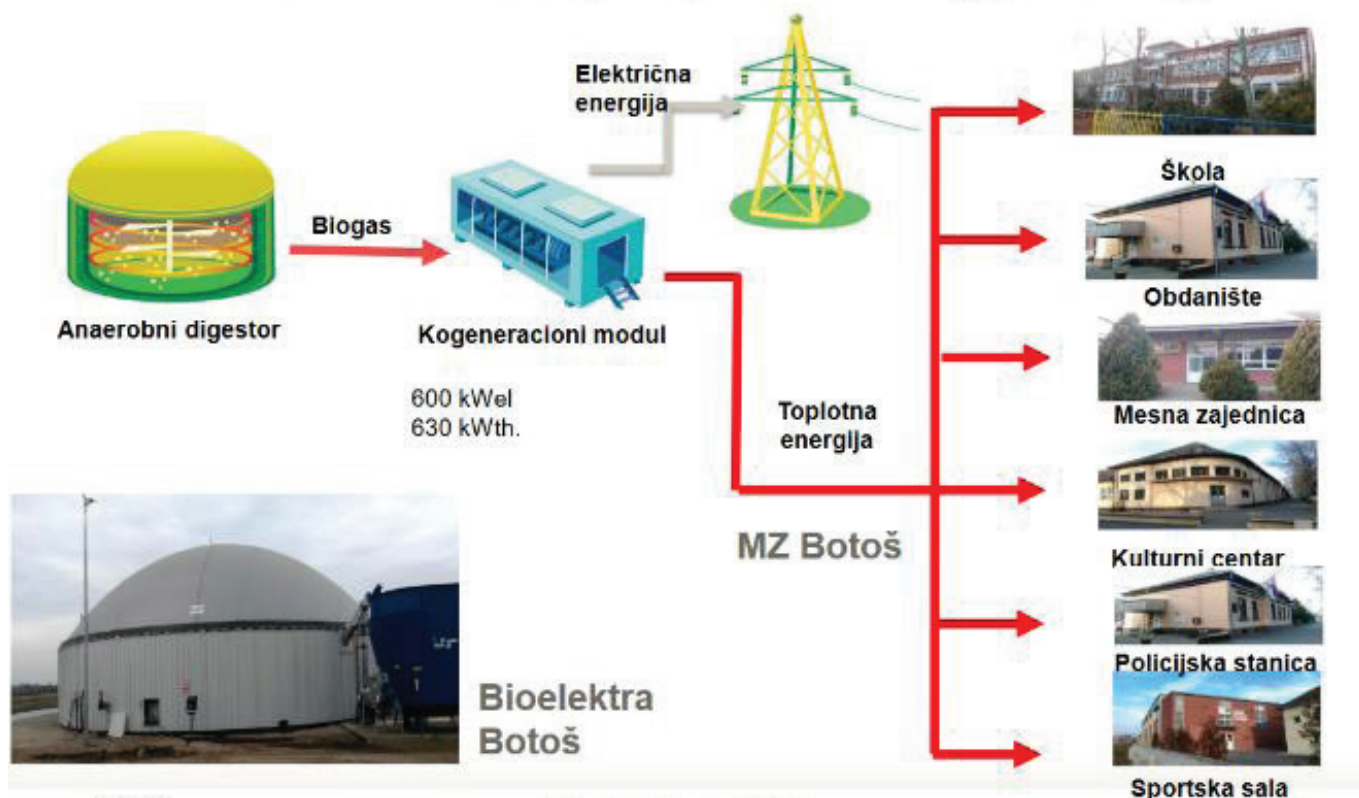 Električna
energija
Biogas
Anaerobni digestor
Kogeneracioni modul
600 kWel
630 kWth.
Toplotna
energija
MZ Botoš
Bioelektra
Botoš
Škola
Obdanište
Mesna zajednica
Kulturni centar
Policijska stanica
Sportska sala